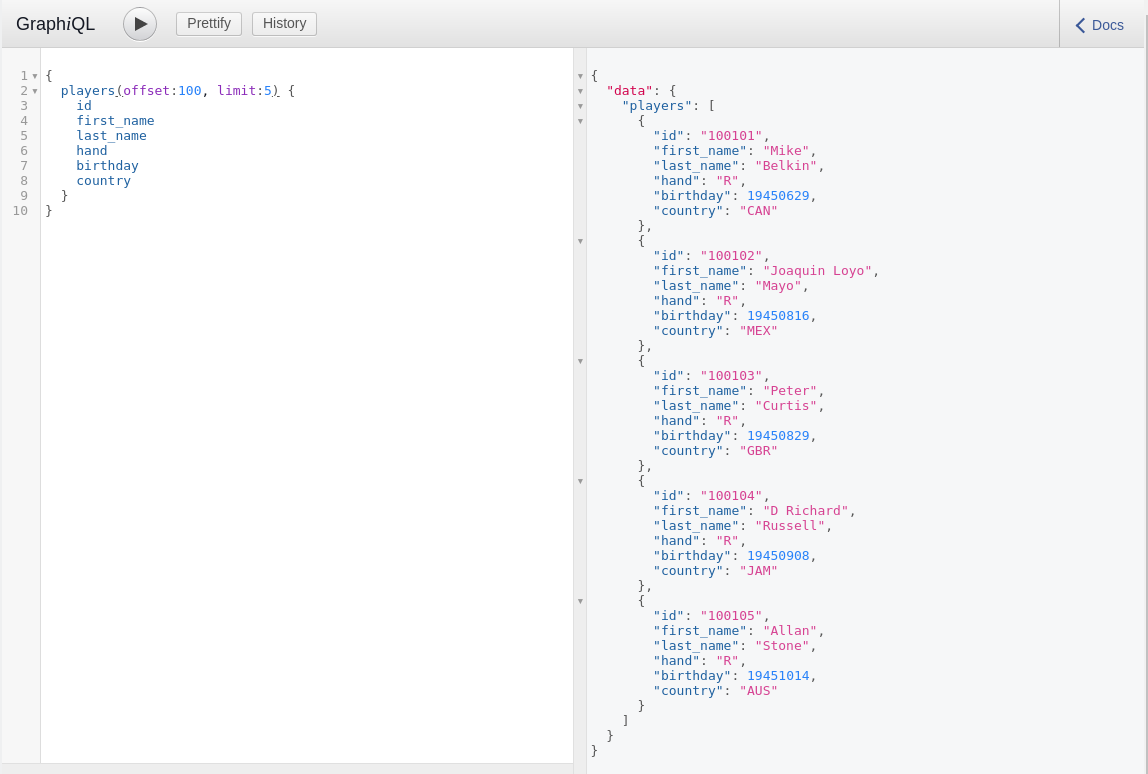 GraphiQL
Prettify
History
Docs
1 {
2 players(offset:100, limit:5) {
3 id
4 first_name
5 last_name
6 hand
7 birthday
8 country
9 }
10 }
{
"data": {
"players": [
{
"id": "100101",
"first_name": "Mike",
"last_name": "Belkin",
"hand": "R",
"birthday": 19450629,
"country": "CAN"
},
{
"id": "100102",
"first_name": "Joaquin Loyo",
"last_name": "Mayo",
"hand": "R",
"birthday": 19450816,
"country": "MEX"
},
{
"id": "100103",
"first_name": "Peter",
"last_name": "Curtis",
"hand": "R",
"birthday": 19450829,
"country": "GBR"
},
{
"id": "100104",
"first_name": "D Richard",
"last_name": "Russell",
"hand": "R",
"birthday": 19450908,
"country": "JAM"
},
{
"id": "100105",
"first_name": "Allan",
"last_name": "Stone",
"hand": "R",
"birthday": 19451014,
"country": "AUS"
}
]
}
}